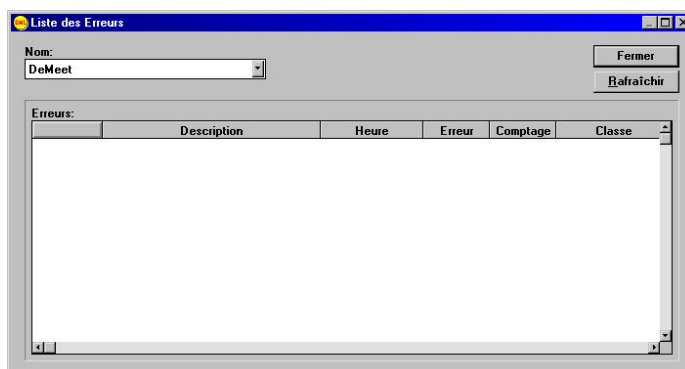 Liste des Erreurs
Nom:
DeMeet
Fermer
Rafraîchir
Erreurs:
Description Heure Erreur Comptage Classe